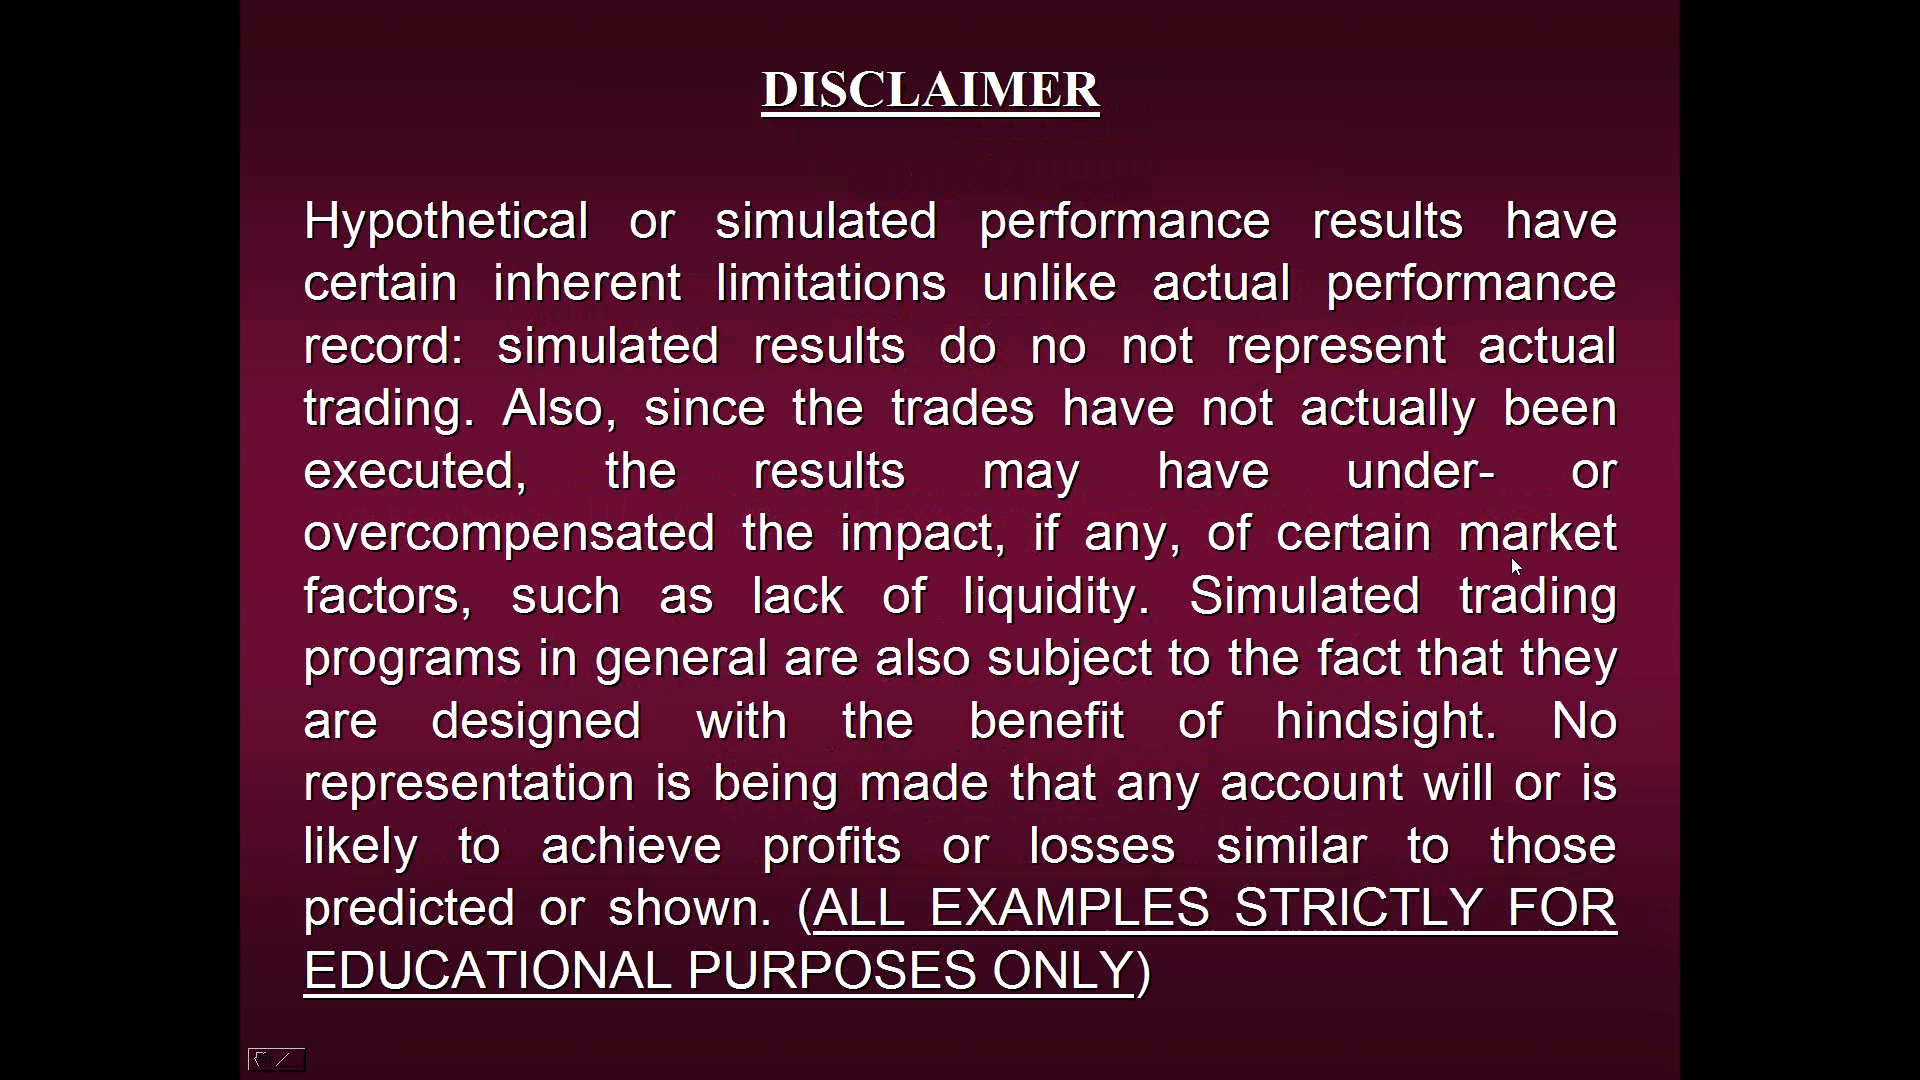 DISCLAIMER
Hypothetical or simulated performance results have
certain inherent limitations unlike actual performance
record: simulated results do no not represent actual
trading. Also, since the trades have not actually been
executed, the results may have under- or
overcompensated the impact, if any, of certain market
factors, such as lack of liquidity. Simulated trading
programs in general are also subject to the fact that they
are designed with the benefit of hindsight. No
representation is being made that any account will or is
likely to achieve profits or losses similar to those
predicted or shown. (ALL EXAMPLES STRICTLY FOR
EDUCATIONAL PURPOSES ONLY)